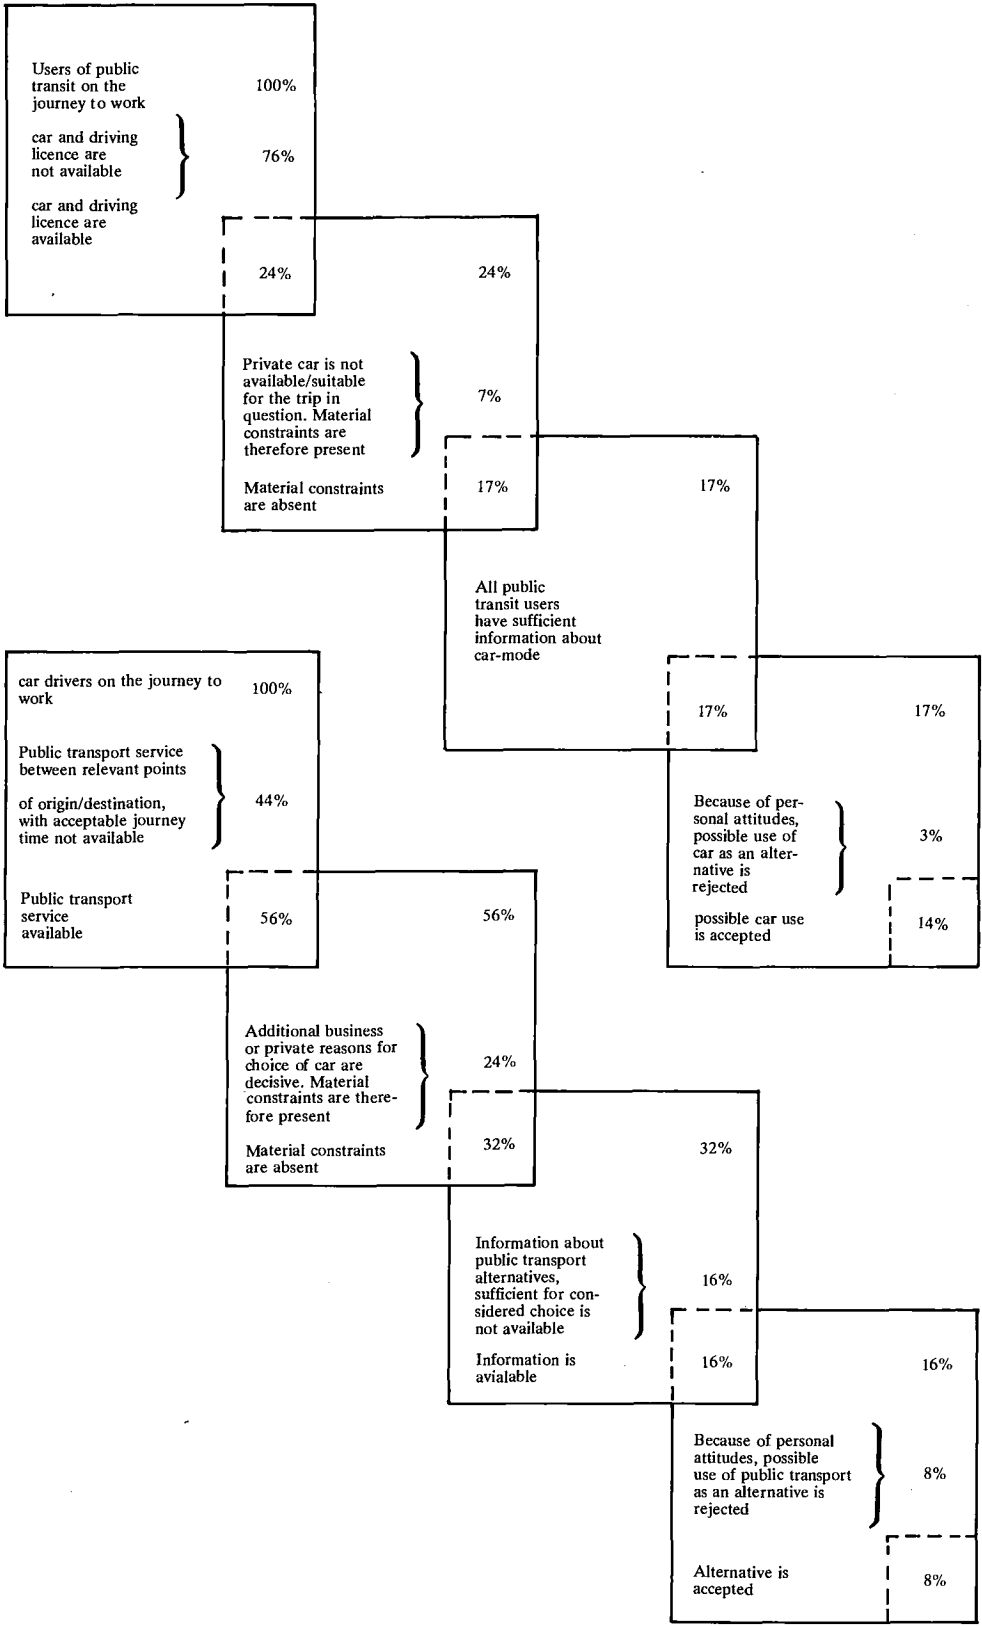 Users of public
transit on the
journey to work
100%
car and driving
licence are
not available
76%
car and driving
licence are
available
24%
24%
Private car is not
available/suitable
for the trip in
question. Material
constraints are
therefore present
7%
Material constraints
are absent
17%
17%
All public
transit users
have sufficient
information about
car-mode
17%
17%
Because of per-
sonal attitudes,
possible use of
car as an alter-
native is
rejected
3%
possible car use
is accepted
14%
car drivers on the journey to
work
100%
Public transport service
between relevant points
of origin/destination,
with acceptable journey
time not available
44%
Public transport
service
available
56%
56%
Additional business
or private reasons for
choice of car are
decisive. Material
constraints are there-
fore present
24%
Material constraints
are absent
32%
32%
Information about
public transport
alternatives,
sufficient for con-
sidered choice is
not available
16%
Information is
avialable
16%
16%
Because of personal
attitudes, possible
use of public transport
as an alternative is
rejected
8%
Alternative is
accepted
8%